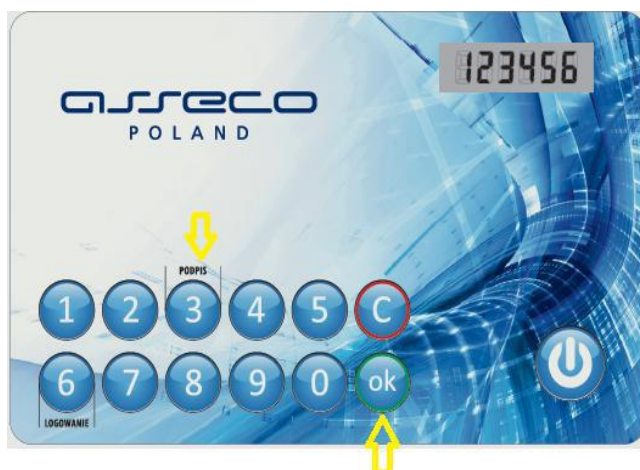 123456
asseco
POLAND
PODPIS
1 2 3 4 5 C
6 7 8 9 0 ok
LOGOWANIE